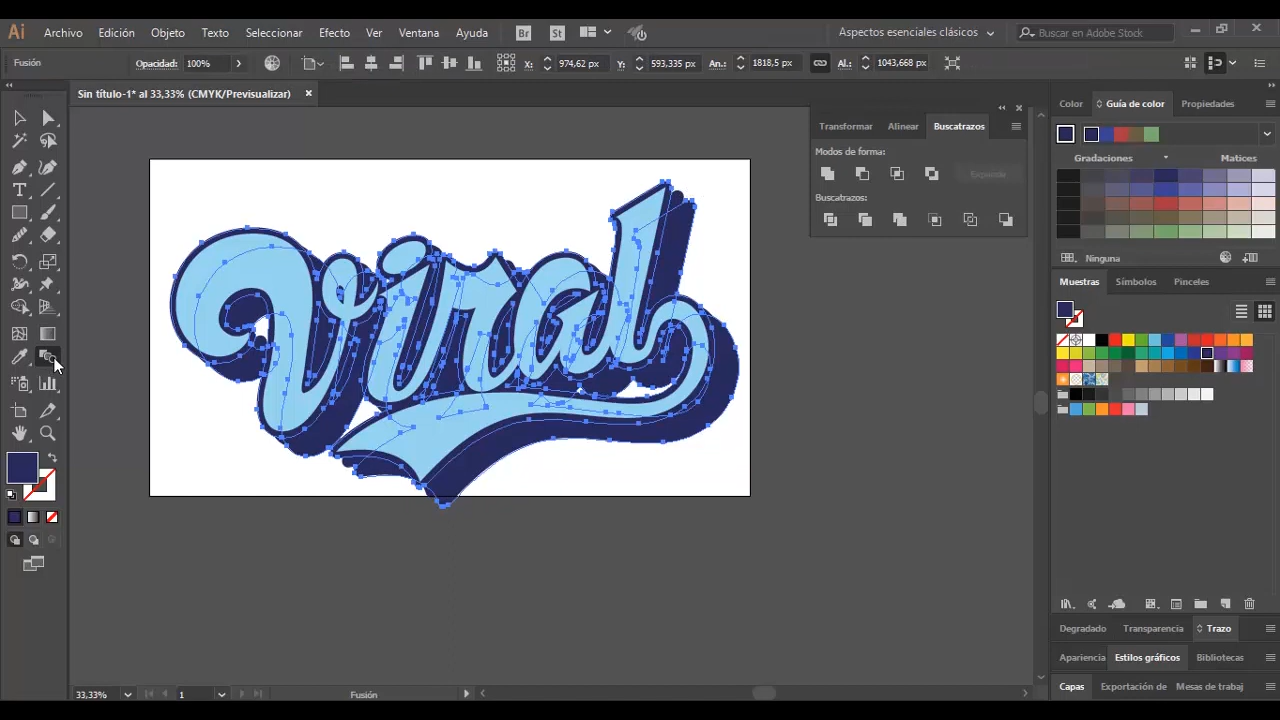 Ai Archivo Edición Objeto Texto Seleccionar Efecto Ver Ventana Ayuda Br St Aspectos esenciales clásicos Buscar en Adobe Stock
Fusión Opacidad: 100% X: 974,62 px Y: 593,335 px An.: 1818,5 px Al.: 1043,668 px
Sin título-1* al 33,33% (CMYK/Previsualizar)
Color Guía de color Propiedades
Transformar Alinear Buscatrazos
Modos de forma:
Expande
Buscatrazos:
Gradaciones Matices
Ninguna
Muestras Símbolos Pinceles
Viral
Degradado Transparencia Trazo
Apariencia Estilos gráficos Bibliotecas
Capas Exportación de Mesas de trabaj
33,33% 1 Fusión